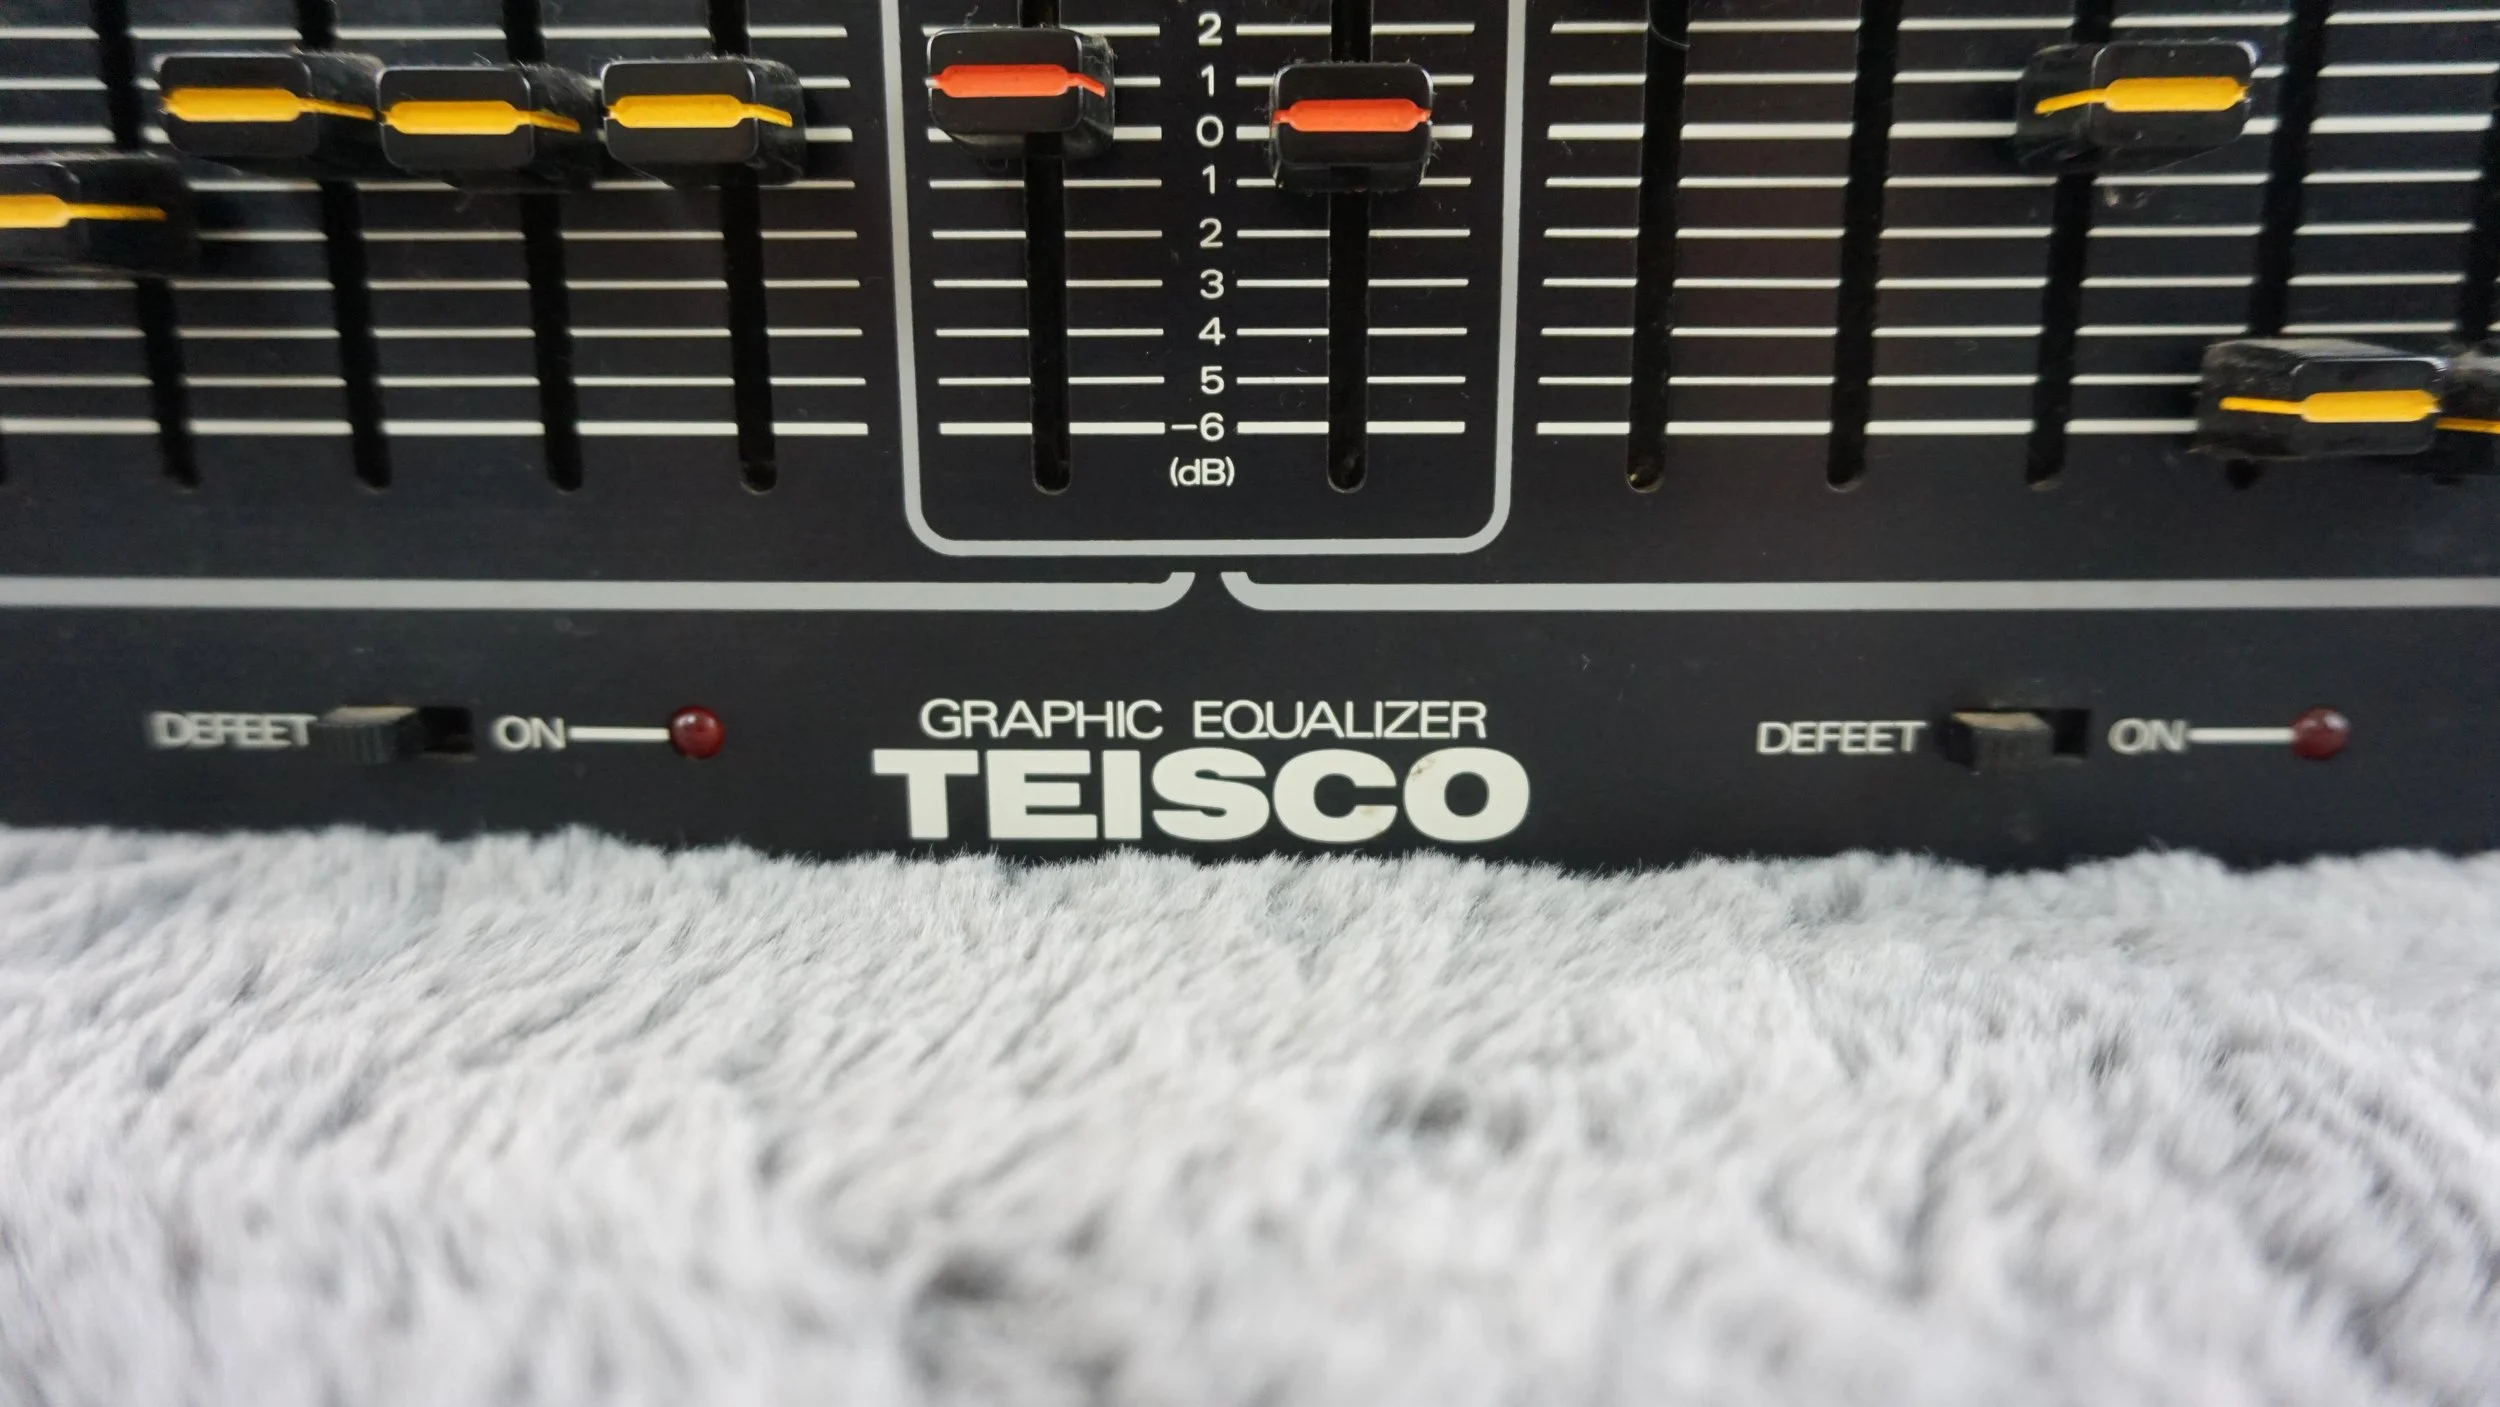 2
1
0
1
2
3
4
5
-6
(dB)
DEFEET ON
GRAPHIC EQUALIZER
TEISCO
DEFEET ON